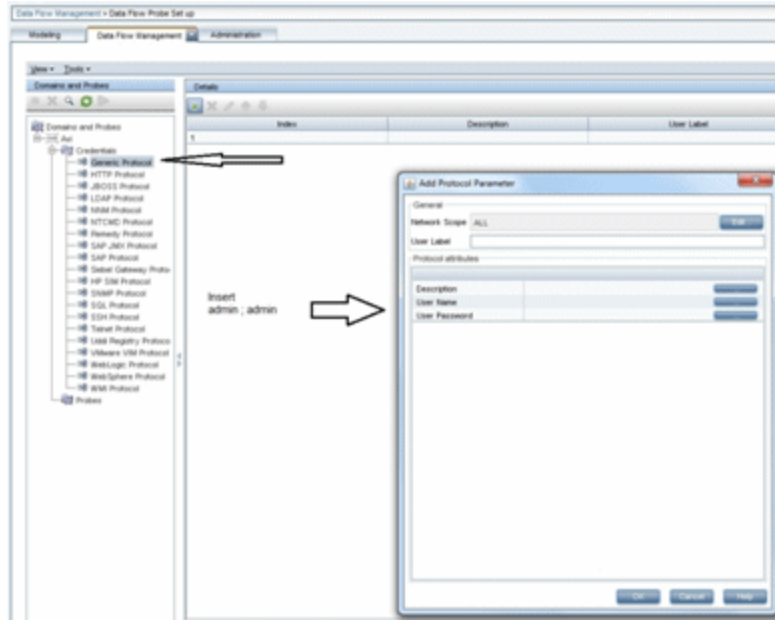 Data Flow Management > Data Flow Probe Set up
Modeling
Data Flow Management
Administration
View
Tools
Domains and Probes
Details
Index
Description
User Label
1
Domains and Probes
Credentials
Generic Protocol
HTTP Protocol
JBOSS Protocol
LDAP Protocol
NNM Protocol
NTCMD Protocol
Remedy Protocol
SAP JMX Protocol
SAP Protocol
Siebel Gateway Proto
HP SIM Protocol
SNMP Protocol
SQL Protocol
SSH Protocol
Telnet Protocol
Uddi Registry Protoco
VMware VIM Protocol
WebLogic Protocol
WebSphere Protocol
WMI Protocol
Probes
Insert
admin ; admin
Add Protocol Parameter
General
Network Scope ALL
Edit
User Label
Protocol attributes
Description
User Name
User Password
OK
Cancel
Help